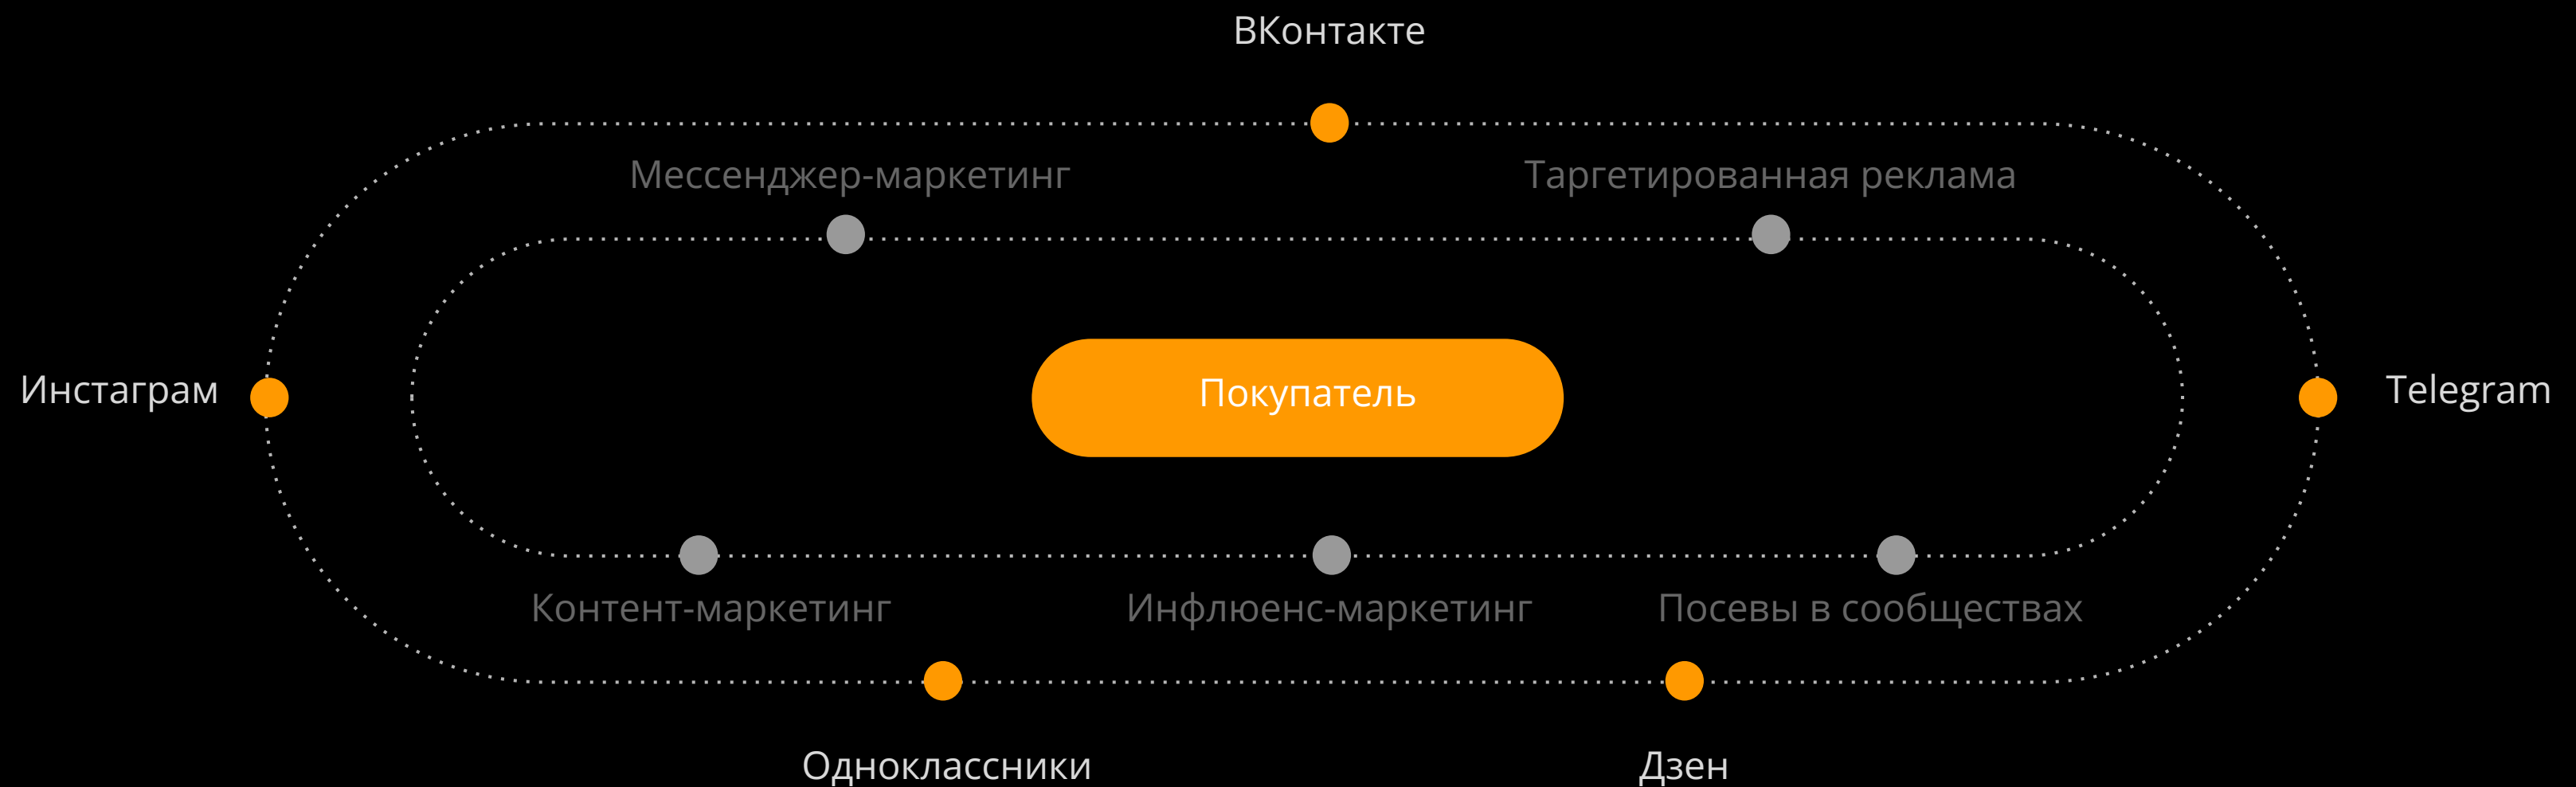 ВКонтакте
Мессенджер-маркетинг
Таргетированная реклама
Инстаграм
Покупатель
Telegram
Контент-маркетинг
Инфлюенс-маркетинг
Посевы в сообществах
Одноклассники
Дзен